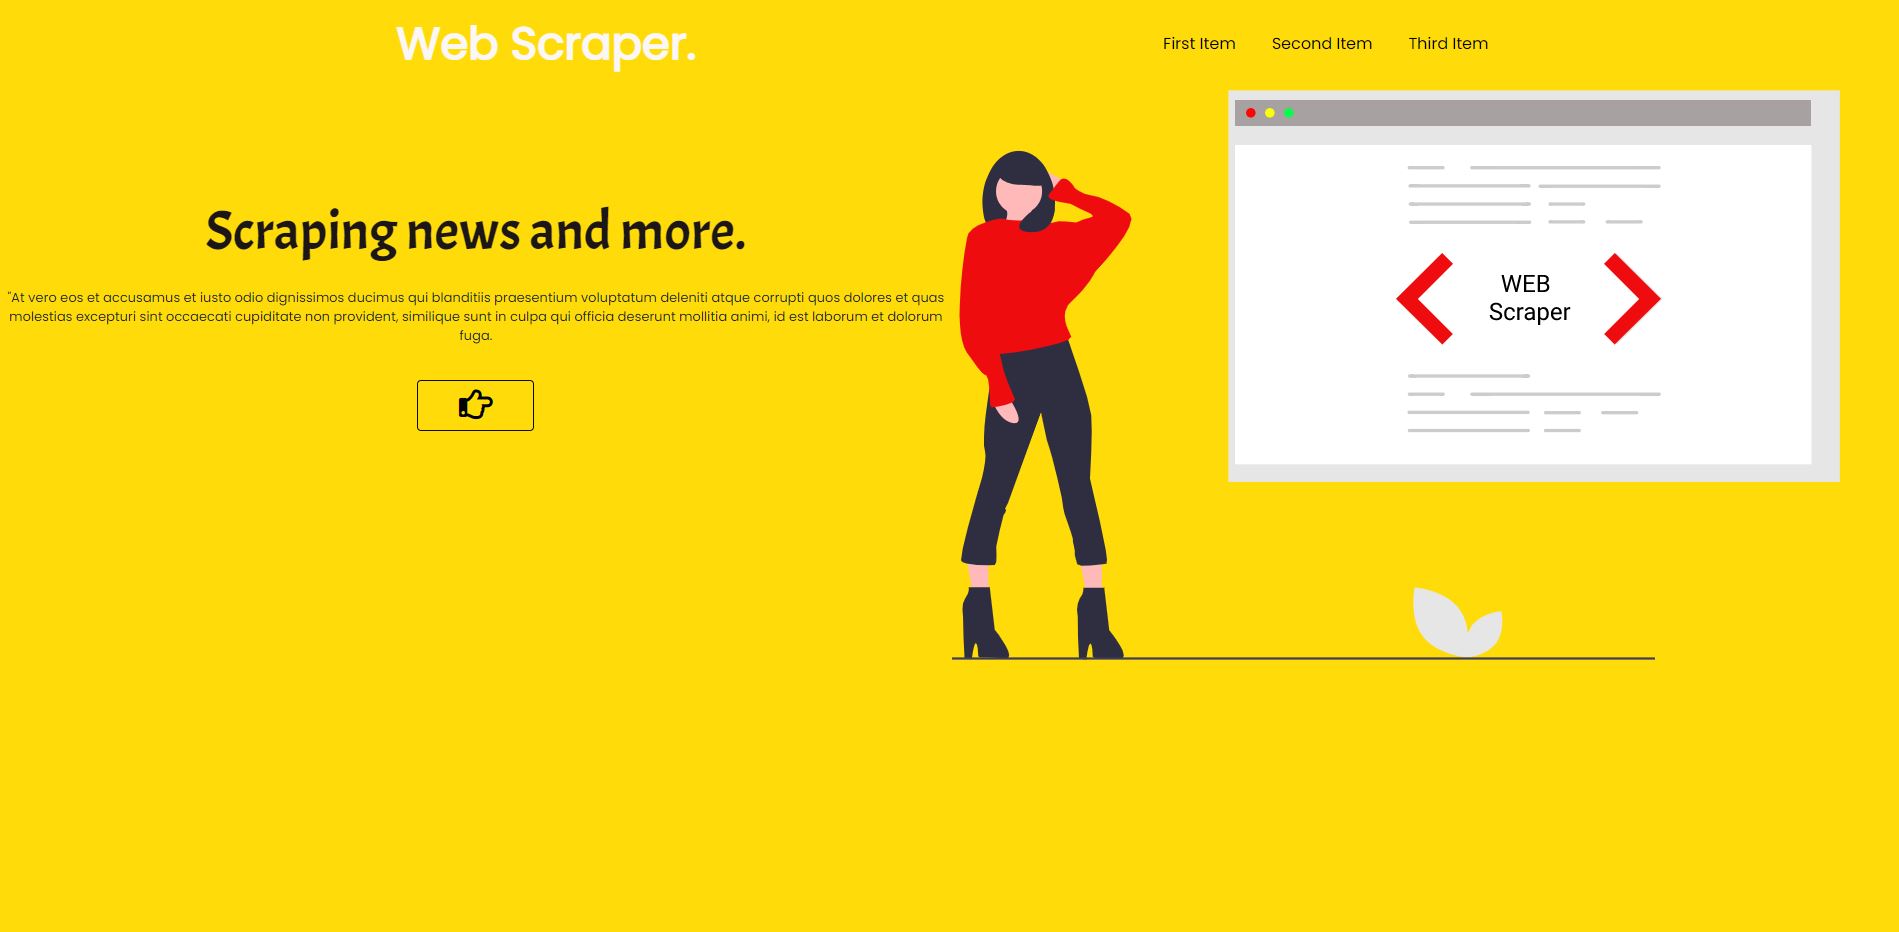 Web Scraper.
First Item Second Item Third Item
Scraping news and more.
"At vero eos et accusamus et iusto odio dignissimos ducimus qui blanditiis praesentium voluptatum deleniti atque corrupti quos dolores et quas
molestias excepturi sint occaecati cupiditate non provident, similique sunt in culpa qui officia deserunt mollitia animi, id est laborum et dolorum
fuga.
WEB
Scraper